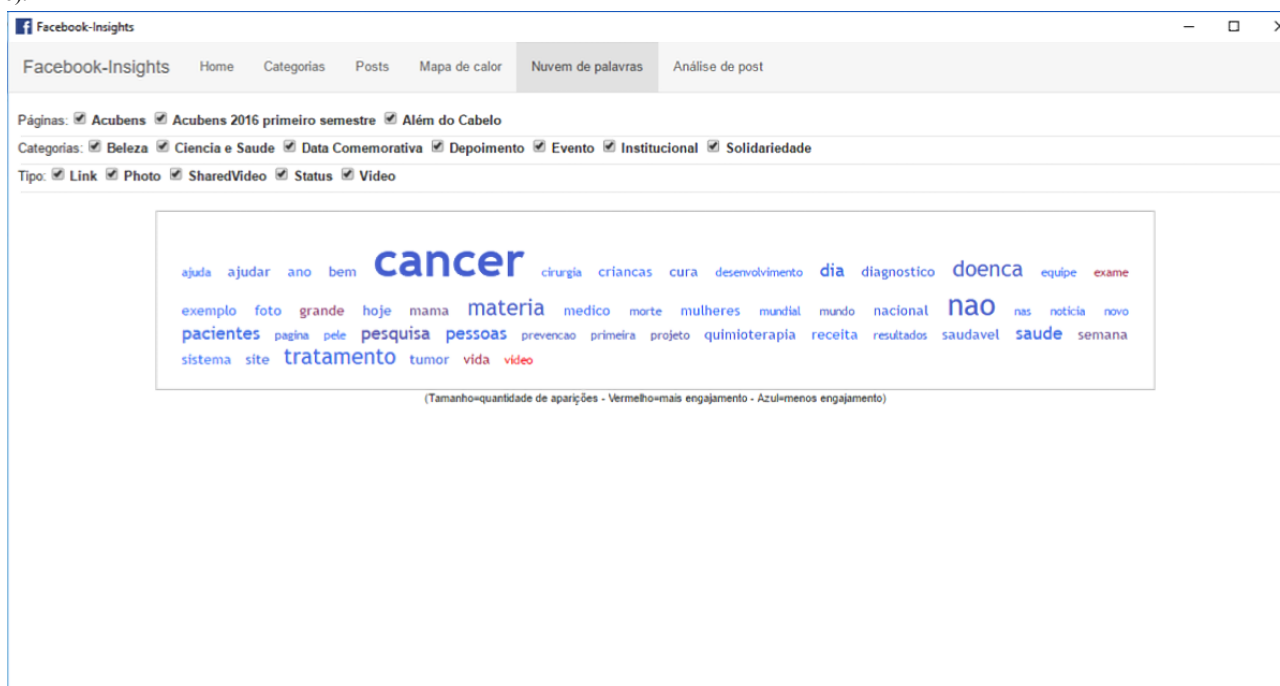 Facebook-Insights
Facebook-Insights Home Categorias Posts Mapa de calor Nuvem de palavras Análise de post
Páginas: Acubens Acubens 2016 primeiro semestre Além do Cabelo
Categorias: Beleza Ciencia e Saude Data Comemorativa Depoimento Evento Institucional Solidariedade
Tipo: Link Photo SharedVideo Status Video
ajuda ajudar ano bem cancer cirurgia criancas cura desenvolvimento dia diagnostico doenca equipe exame
exemplo foto grande hoje mama materia medico morte mulheres mundial mundo nacional nao nas noticia novo
pacientes pagina pele pesquisa pessoas prevencao primeira projeto quimioterapia receita resultados saudavel saude semana
sistema site tratamento tumor vida video
(Tamanho=quantidade de aparições - Vermelho=mais engajamento - Azul=menos engajamento)